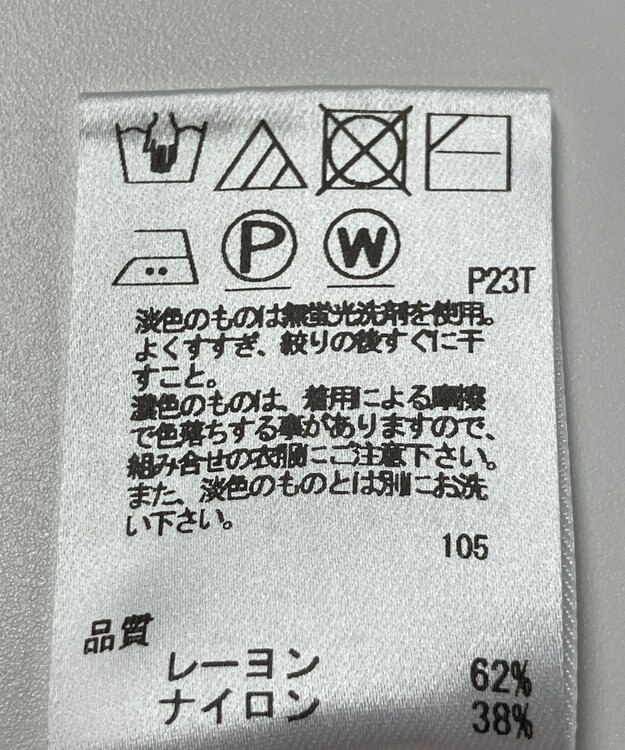 P
W
P23T
淡色のものは無蛍光洗剤を使用。
よくすすぎ、絞りの後すぐに干
すこと。
濃色のものは、着用による摩擦
で色落ちする事がありますので、
組み合せの衣服にご注意下さい。
また、淡色のものとは別にお洗
い下さい。
105
品質
レーヨン 62%
ナイロン 38%